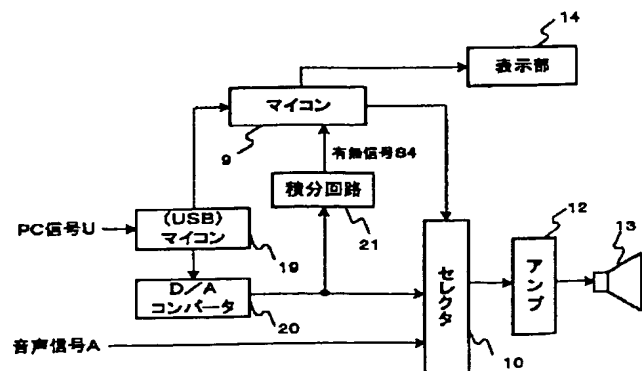 14
表示部
マイコン
9
有無信号S4
積分回路
21
12
13
PC信号U
(USB)
マイコン
19
セレクタ
アンプ
D/A
コンバータ
20
音声信号A
10